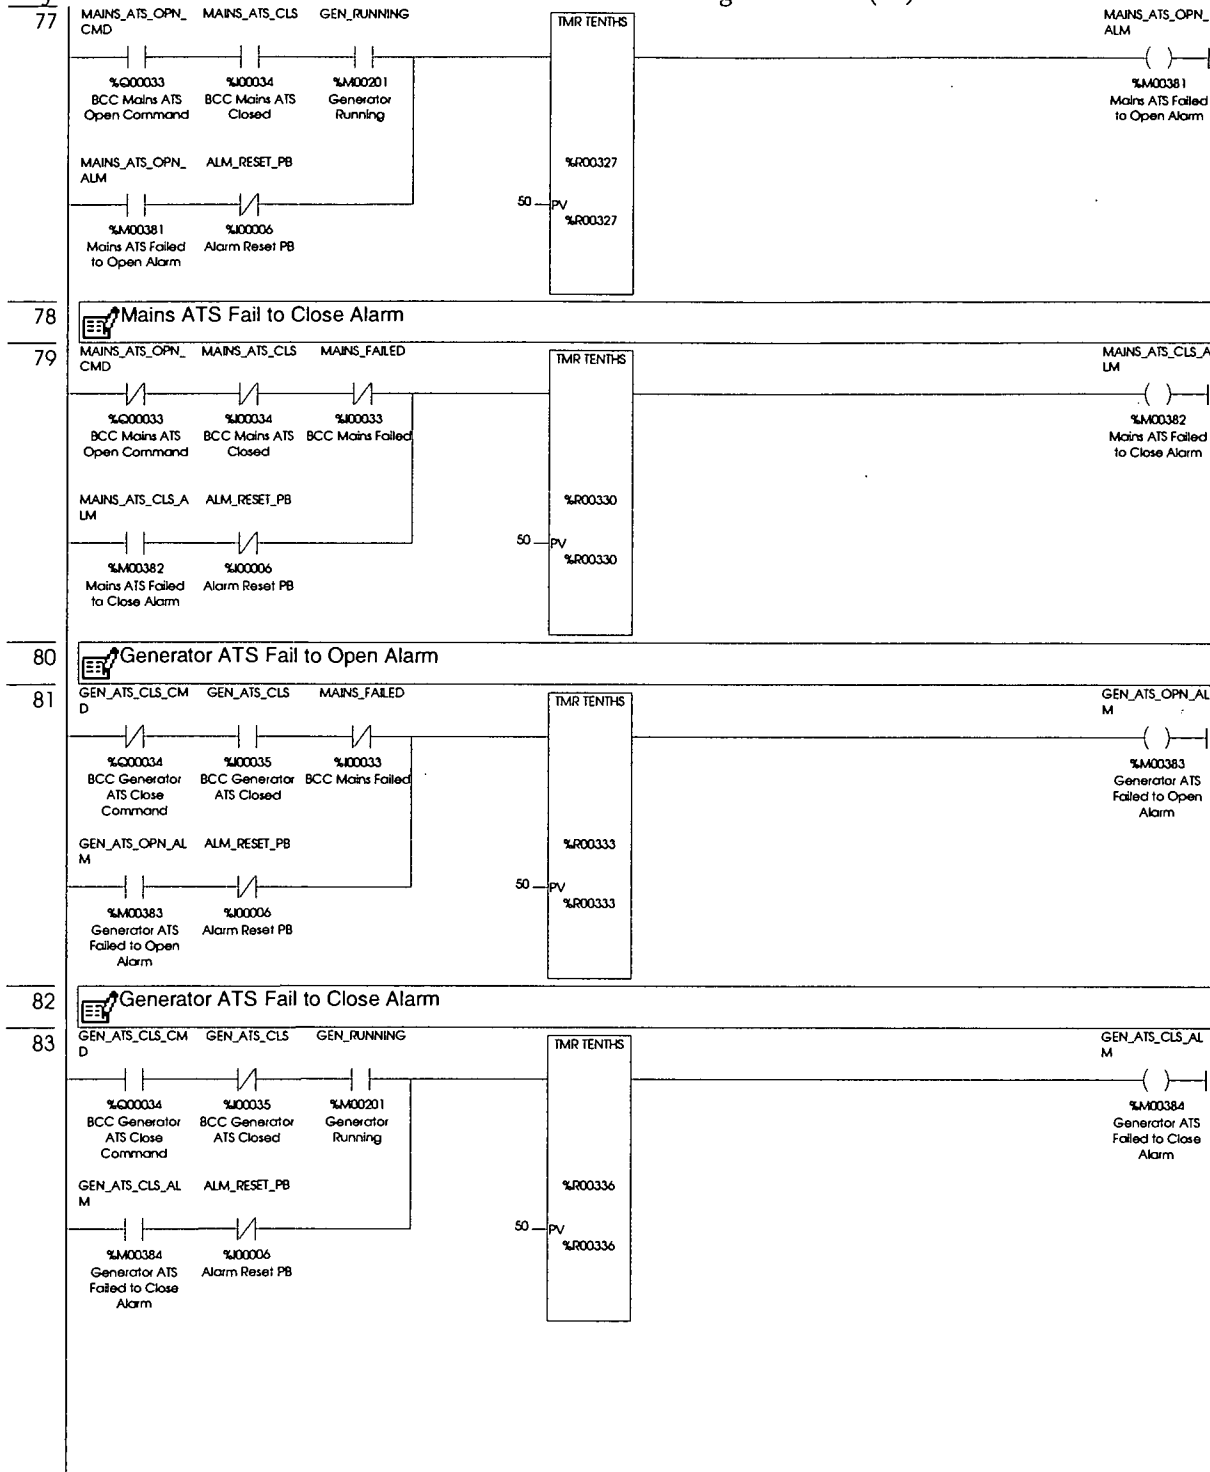 77
MAINS_ATS_OPN_ MAINS_ATS_CLS GEN_RUNNING TMR TENTHS MAINS_ATS_OPN_
CMD ALM
%Q00033 %I00034 %M00201 %M00381
BCC Mains ATS BCC Mains ATS Generator Mains ATS Failed
Open Command Closed Running to Open Alarm
MAINS_ATS_OPN_ ALM_RESET_PB %R00327
ALM
50 PV
%R00327
%M00381 %I00006
Mains ATS Failed Alarm Reset PB
to Open Alarm
78 Mains ATS Fail to Close Alarm
79
MAINS_ATS_OPN_ MAINS_ATS_CLS MAINS_FAILED TMR TENTHS MAINS_ATS_CLS_A
CMD LM
%Q00033 %I00034 %I00033 %M00382
BCC Mains ATS BCC Mains ATS BCC Mains Failed Mains ATS Failed
Open Command Closed to Close Alarm
MAINS_ATS_CLS_A ALM_RESET_PB %R00330
LM
50 PV
%R00330
%M00382 %I00006
Mains ATS Failed Alarm Reset PB
to Close Alarm
80 Generator ATS Fail to Open Alarm
81
GEN_ATS_CLS_CM GEN_ATS_CLS MAINS_FAILED TMR TENTHS GEN_ATS_OPN_AL
D M
%Q00034 %I00035 %I00033 %M00383
BCC Generator BCC Generator BCC Mains Failed Generator ATS
ATS Close ATS Closed Failed to Open
Command Alarm
GEN_ATS_OPN_AL ALM_RESET_PB %R00333
M
50 PV
%R00333
%M00383 %I00006
Generator ATS Alarm Reset PB
Failed to Open
Alarm
82 Generator ATS Fail to Close Alarm
83
GEN_ATS_CLS_CM GEN_ATS_CLS GEN_RUNNING TMR TENTHS GEN_ATS_CLS_AL
D M
%Q00034 %I00035 %M00201 %M00384
BCC Generator BCC Generator Generator Generator ATS
ATS Close ATS Closed Running Failed to Close
Command Alarm
GEN_ATS_CLS_AL ALM_RESET_PB %R00336
M
50 PV
%R00336
%M00384 %I00006
Generator ATS Alarm Reset PB
Failed to Close
Alarm